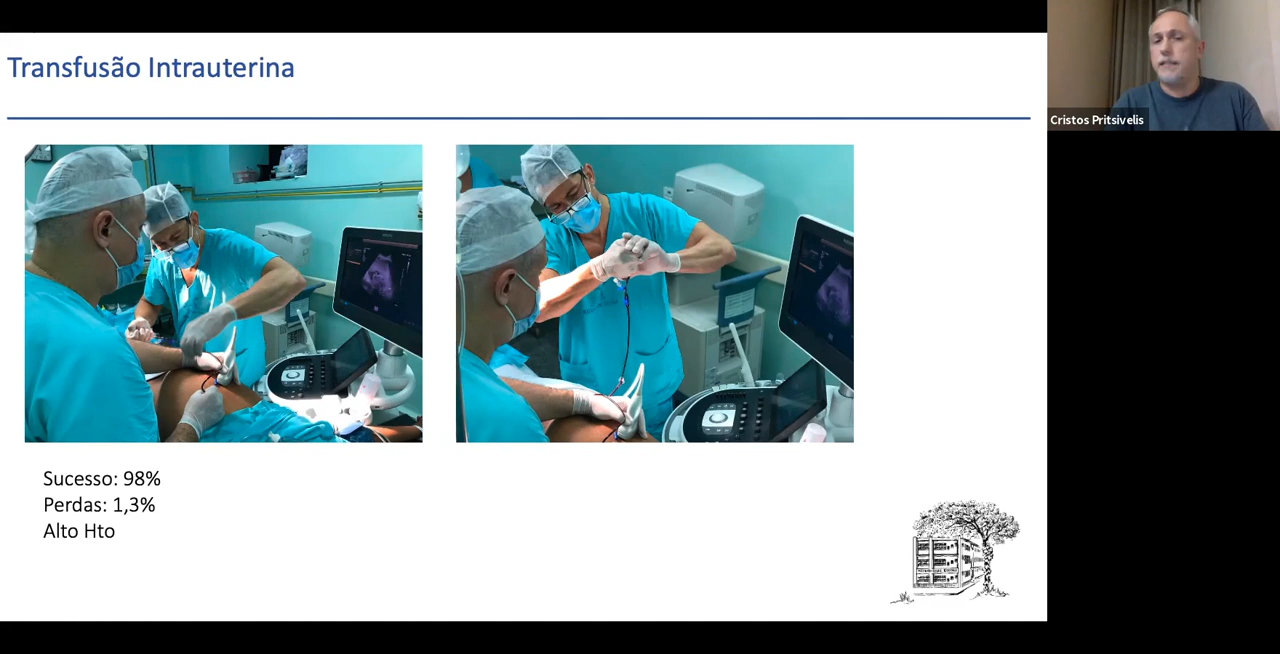 Transfusão Intrauterina
Cristos Pritsivelis
Sucesso: 98%
Perdas: 1,3%
Alto Hto